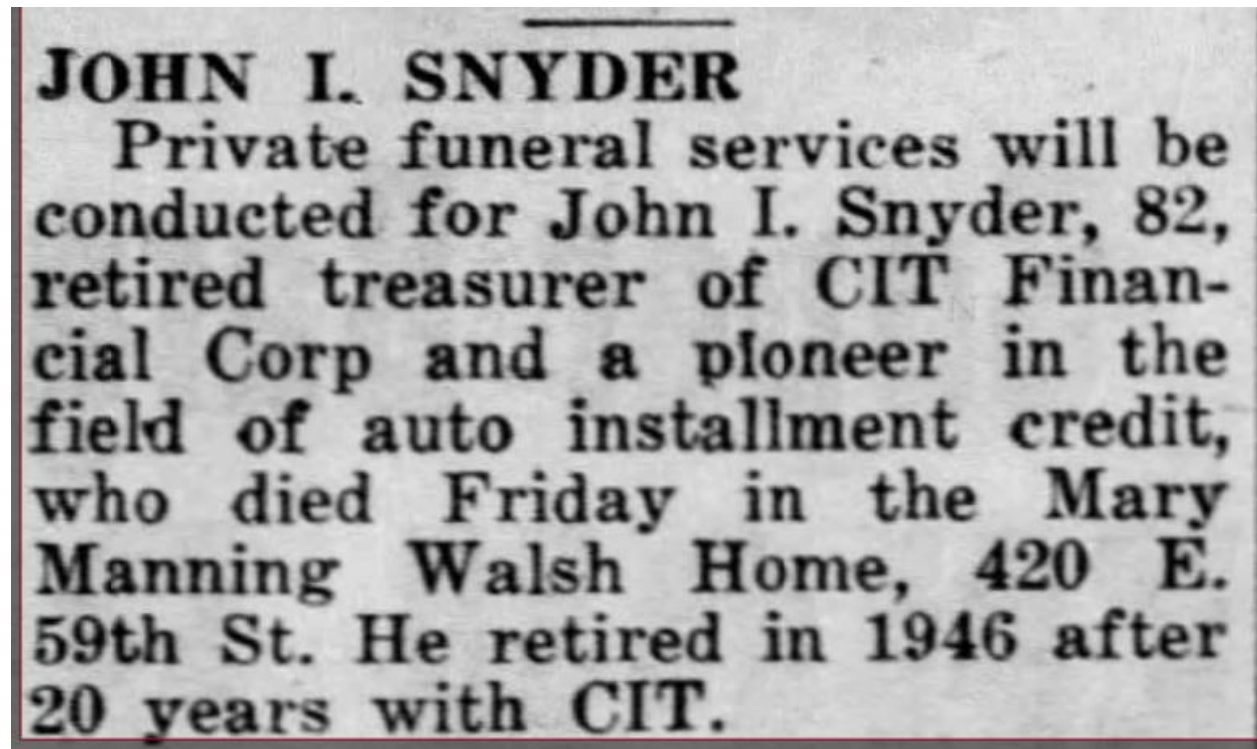 JOHN I. SNYDER
Private funeral services will be
conducted for John I. Snyder, 82,
retired treasurer of CIT Finan-
cial Corp and a pioneer in the
field of auto installment credit,
who died Friday in the Mary
Manning Walsh Home, 420 E.
59th St. He retired in 1946 after
20 years with CIT.